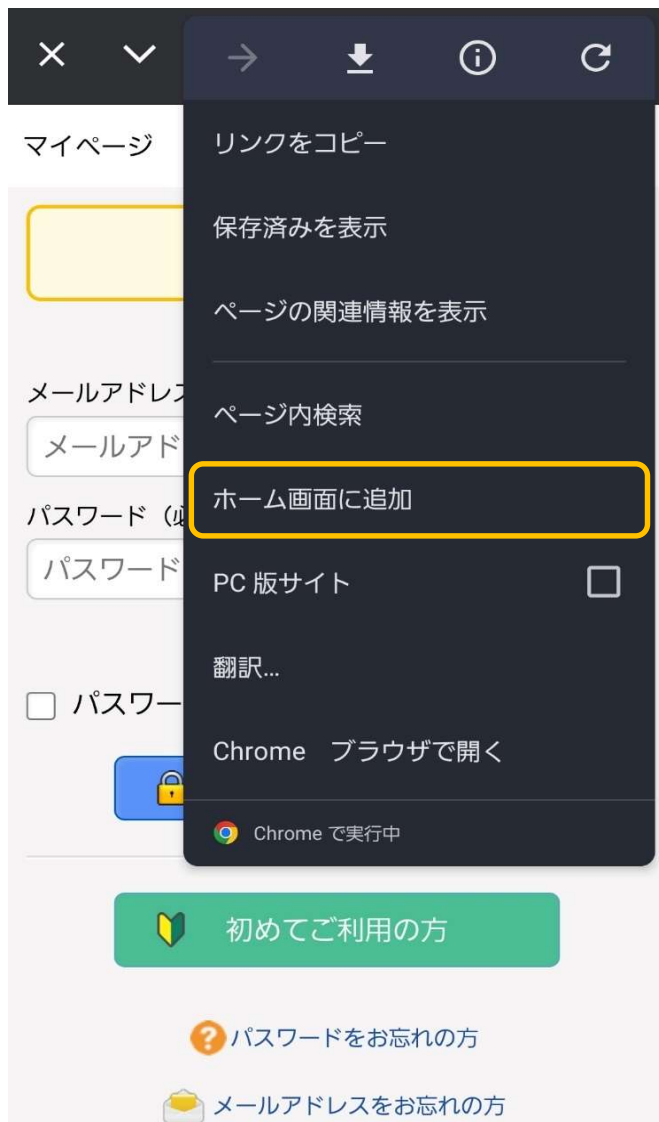 マイページ
リンクをコピー
保存済みを表示
ページの関連情報を表示
メールアドレス
ページ内検索
メールアド
ホーム画面に追加
パスワード（必
パスワード
PC 版サイト
翻訳...
パスワー
Chrome　ブラウザで開く
Chrome で実行中
初めてご利用の方
パスワードをお忘れの方
メールアドレスをお忘れの方